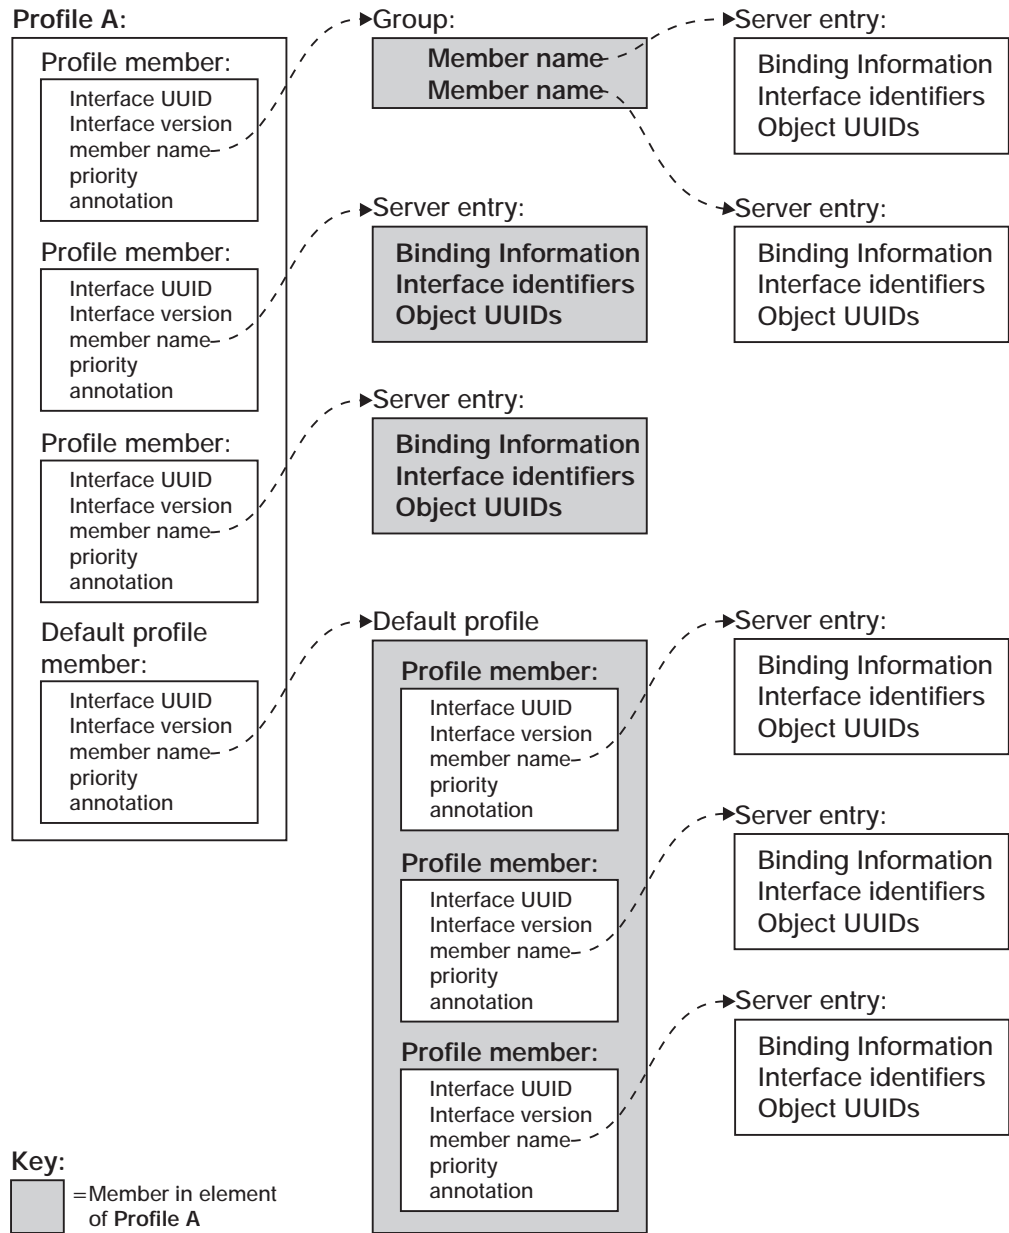 Profile A:
Profile member:
Interface UUID
Interface version
member name
priority
annotation
Profile member:
Interface UUID
Interface version
member name
priority
annotation
Profile member:
Interface UUID
Interface version
member name
priority
annotation
Default profile
member:
Interface UUID
Interface version
member name
priority
annotation
Group:
Member name
Member name
Server entry:
Binding Information
Interface identifiers
Object UUIDs
Server entry:
Binding Information
Interface identifiers
Object UUIDs
Default profile
Profile member:
Interface UUID
Interface version
member name
priority
annotation
Profile member:
Interface UUID
Interface version
member name
priority
annotation
Profile member:
Interface UUID
Interface version
member name
priority
annotation
Server entry:
Binding Information
Interface identifiers
Object UUIDs
Server entry:
Binding Information
Interface identifiers
Object UUIDs
Server entry:
Binding Information
Interface identifiers
Object UUIDs
Server entry:
Binding Information
Interface identifiers
Object UUIDs
Server entry:
Binding Information
Interface identifiers
Object UUIDs
Key:
=Member in element
of Profile A